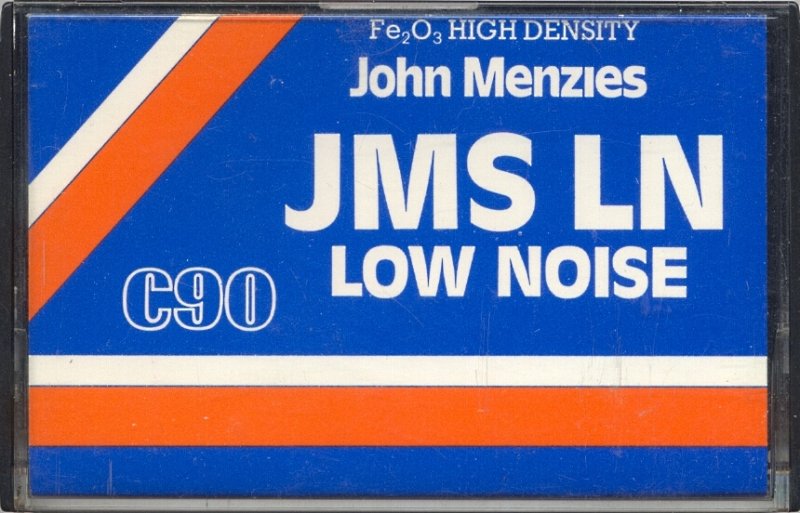 Fe₂O₃ HIGH DENSITY
John Menzies
JMS LN
LOW NOISE
C90